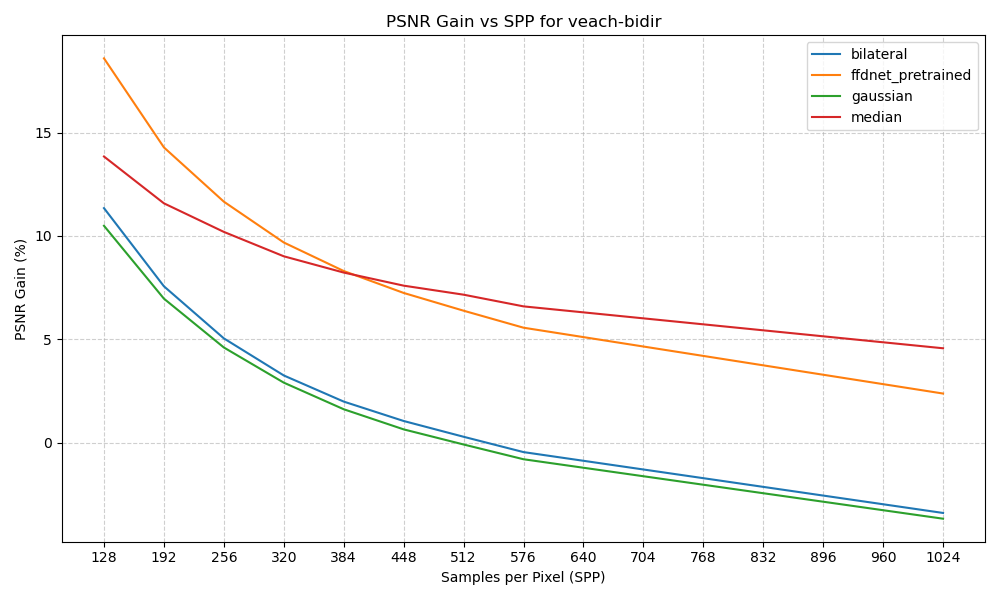 PSNR Gain vs SPP for veach-bidir
bilateral
ffdnet_pretrained
gaussian
median
PSNR Gain (%)
15
10
5
0
128 192 256 320 384 448 512 576 640 704 768 832 896 960 1024
Samples per Pixel (SPP)